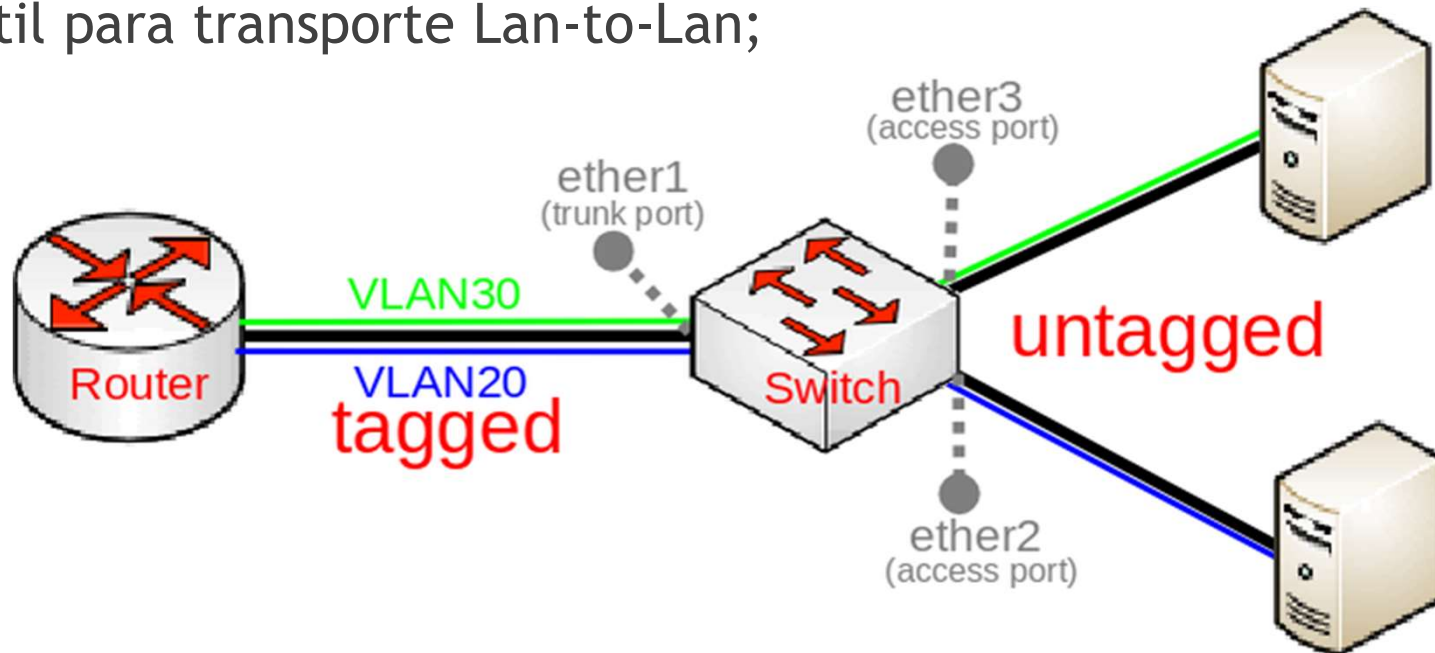 para transporte Lan-to-Lan;
ether3
(access port)
ether1
(trunk port)
VLAN30
untagged
Router
VLAN20
Switch
tagged
ether2
(access port)